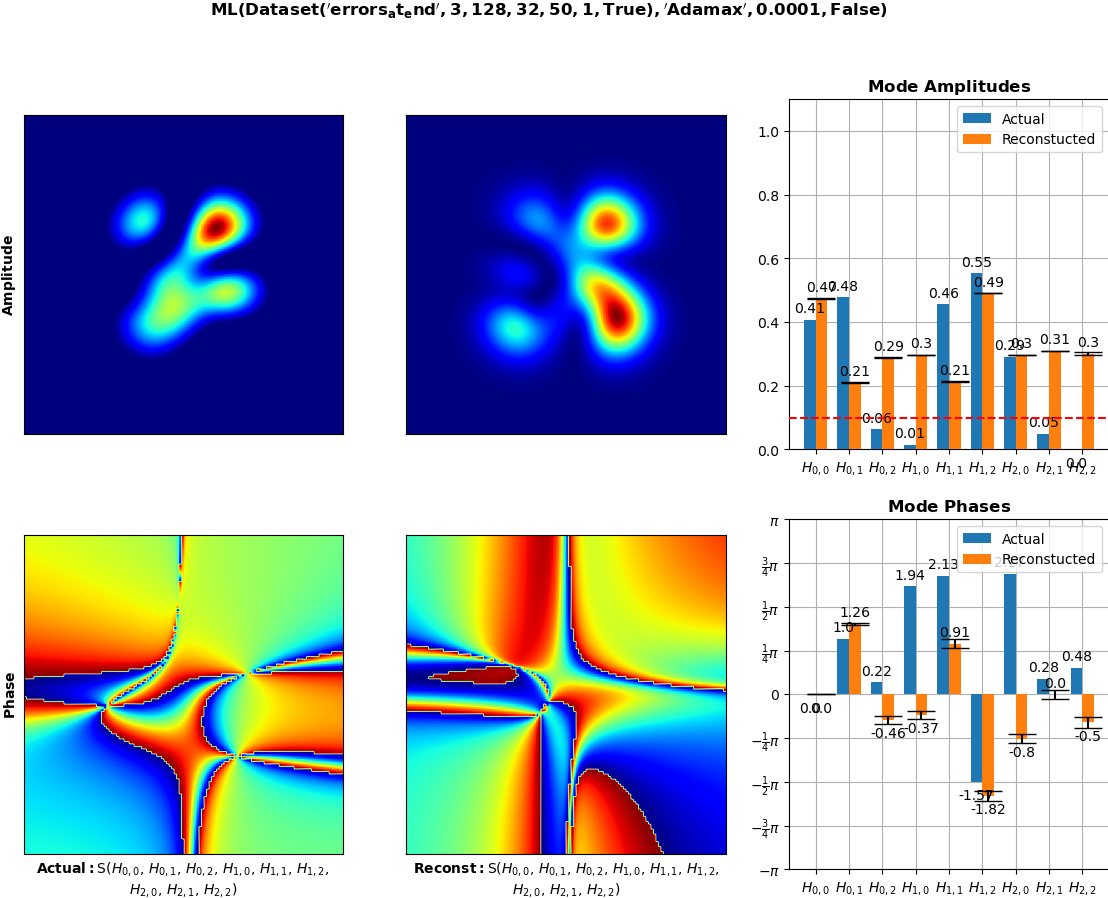 ML(Dataset('errors_at_end', 3, 128, 32, 50, 1, True), 'Adamax', 0.0001, False)
Amplitude
Mode Amplitudes
Actual
Reconstucted
1.0
0.8
0.6
0.4
0.2
0.0
0.41
0.47
0.48
0.21
0.06
0.29
0.01
0.3
0.46
0.21
0.55
0.49
0.29
0.3
0.05
0.31
0.0
0.3
H0,0 H0,1 H0,2 H1,0 H1,1 H1,2 H2,0 H2,1 H2,2
Phase
Mode Phases
Actual
Reconstucted
π
3/4π
1/2π
1/4π
0
−1/4π
−1/2π
−3/4π
−π
0.0
0.0
1.0
1.26
0.22
-0.46
1.94
-0.37
2.13
0.91
-1.57
-1.82
-0.8
0.28
0.0
0.48
-0.5
H0,0 H0,1 H0,2 H1,0 H1,1 H1,2 H2,0 H2,1 H2,2
Actual: S(H0,0, H0,1, H0,2, H1,0, H1,1, H1,2,
H2,0, H2,1, H2,2)
Reconst: S(H0,0, H0,1, H0,2, H1,0, H1,1, H1,2,
H2,0, H2,1, H2,2)